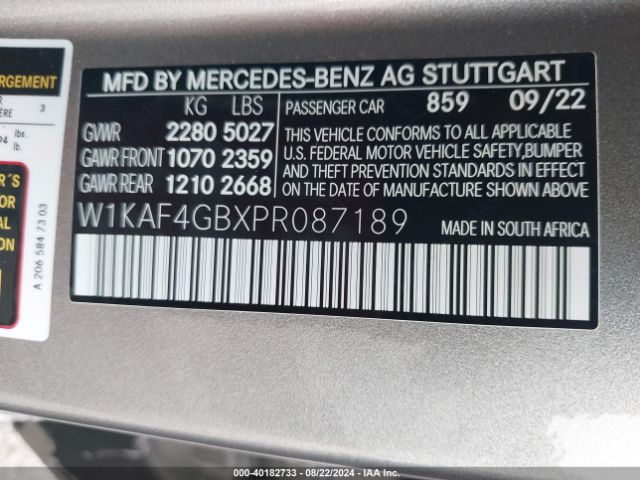 MFD BY MERCEDES-BENZ AG STUTTGART
KG LBS PASSENGER CAR 859 09/22
GVWR 2280 5027
GAWR FRONT 1070 2359
GAWR REAR 1210 2668
THIS VEHICLE CONFORMS TO ALL APPLICABLE
U.S. FEDERAL MOTOR VEHICLE SAFETY,BUMPER
AND THEFT PREVENTION STANDARDS IN EFFECT
ON THE DATE OF MANUFACTURE SHOWN ABOVE
W1KAF4GBXPR087189 MADE IN SOUTH AFRICA
3
lbs.
lb.
A 206 584 73 03
000-40182733 - 08/22/2024 - IAA Inc.